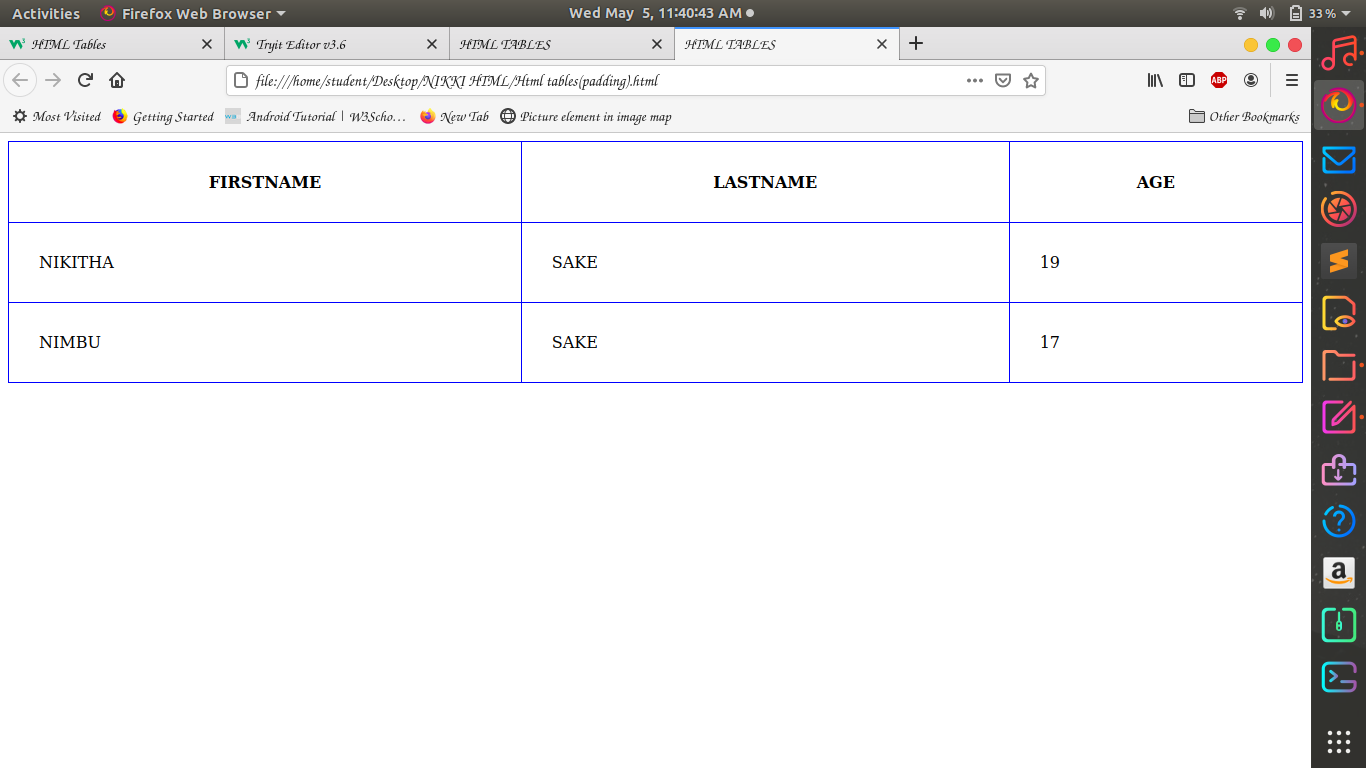 Activities Firefox Web Browser Wed May 5, 11:40:43 AM 33 %
HTML Tables Tryit Editor v3.6 HTML TABLES HTML TABLES
file:///home/student/Desktop/NIKKI HTML/Html tables(padding).html ABP
Most Visited Getting Started Android Tutorial | W3Scho… New Tab Picture element in image map Other Bookmarks
FIRSTNAME LASTNAME AGE
NIKITHA SAKE 19
NIMBU SAKE 17